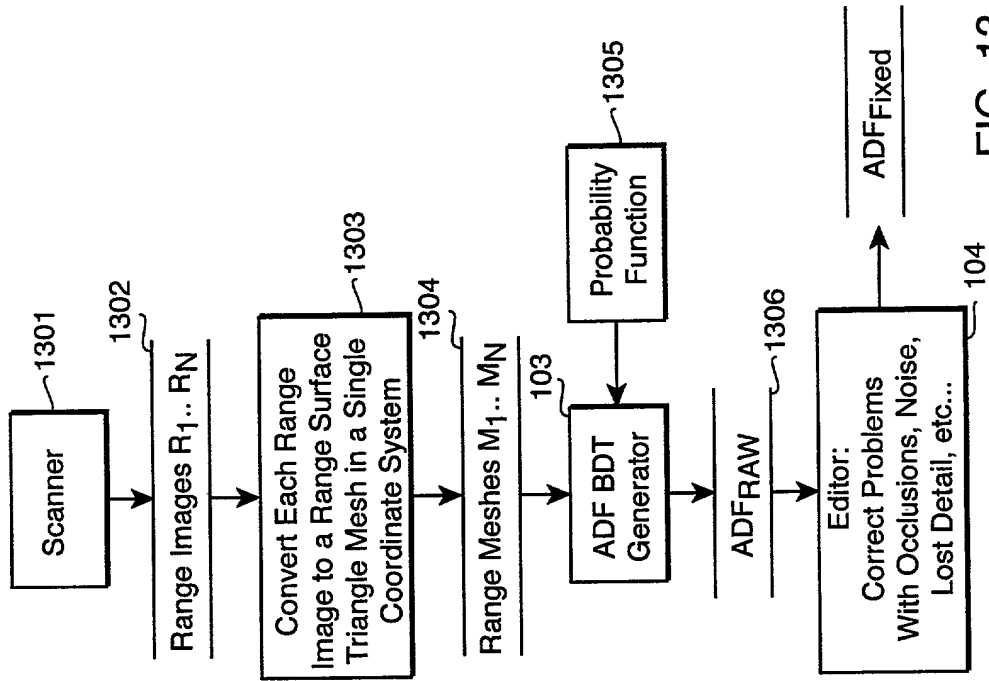 1301
Scanner
1302
Range Images R1.. RN
1303
Convert Each Range
Image to a Range Surface
Triangle Mesh in a Single
Coordinate System
1304
Range Meshes M1.. MN
1305
Probability
Function
103
ADF BDT
Generator
1306
ADFRAW
Editor:
Correct Problems
With Occlusions, Noise,
Lost Detail, etc...
104
ADFFixed